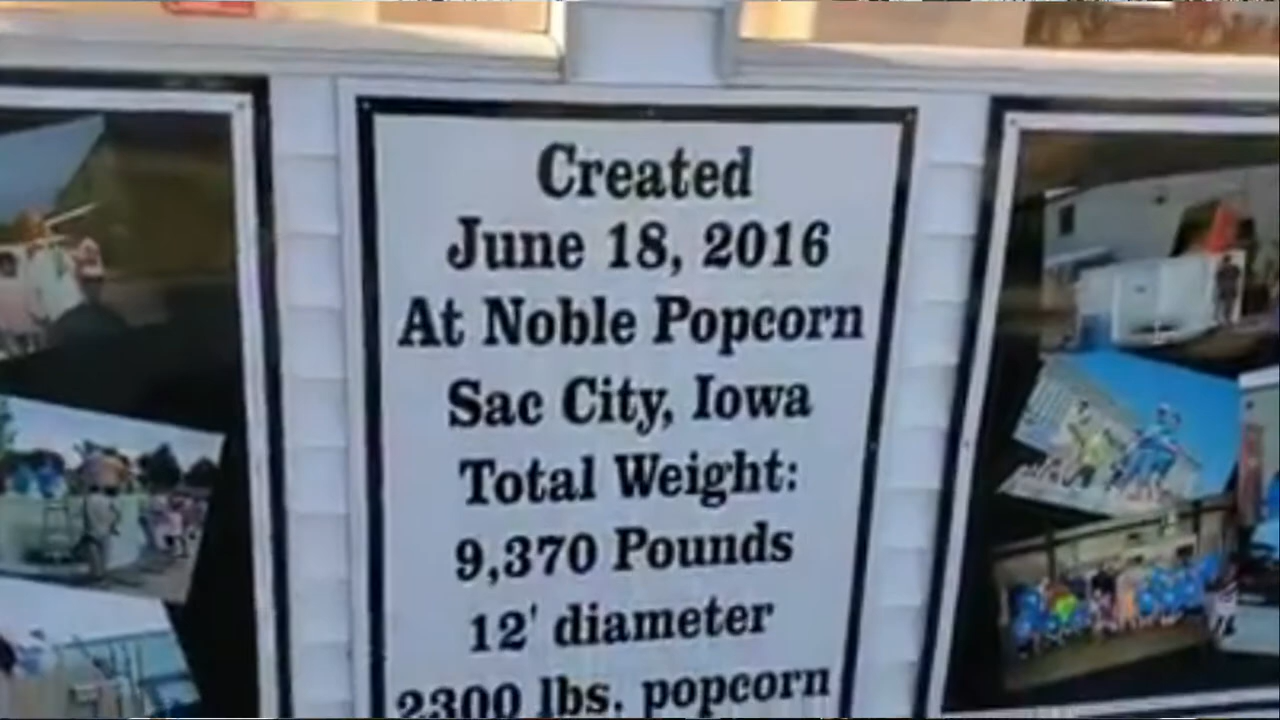 Created
June 18, 2016
At Noble Popcorn
Sac City, Iowa
Total Weight:
9,370 Pounds
12' diameter
2300 lbs. popcorn